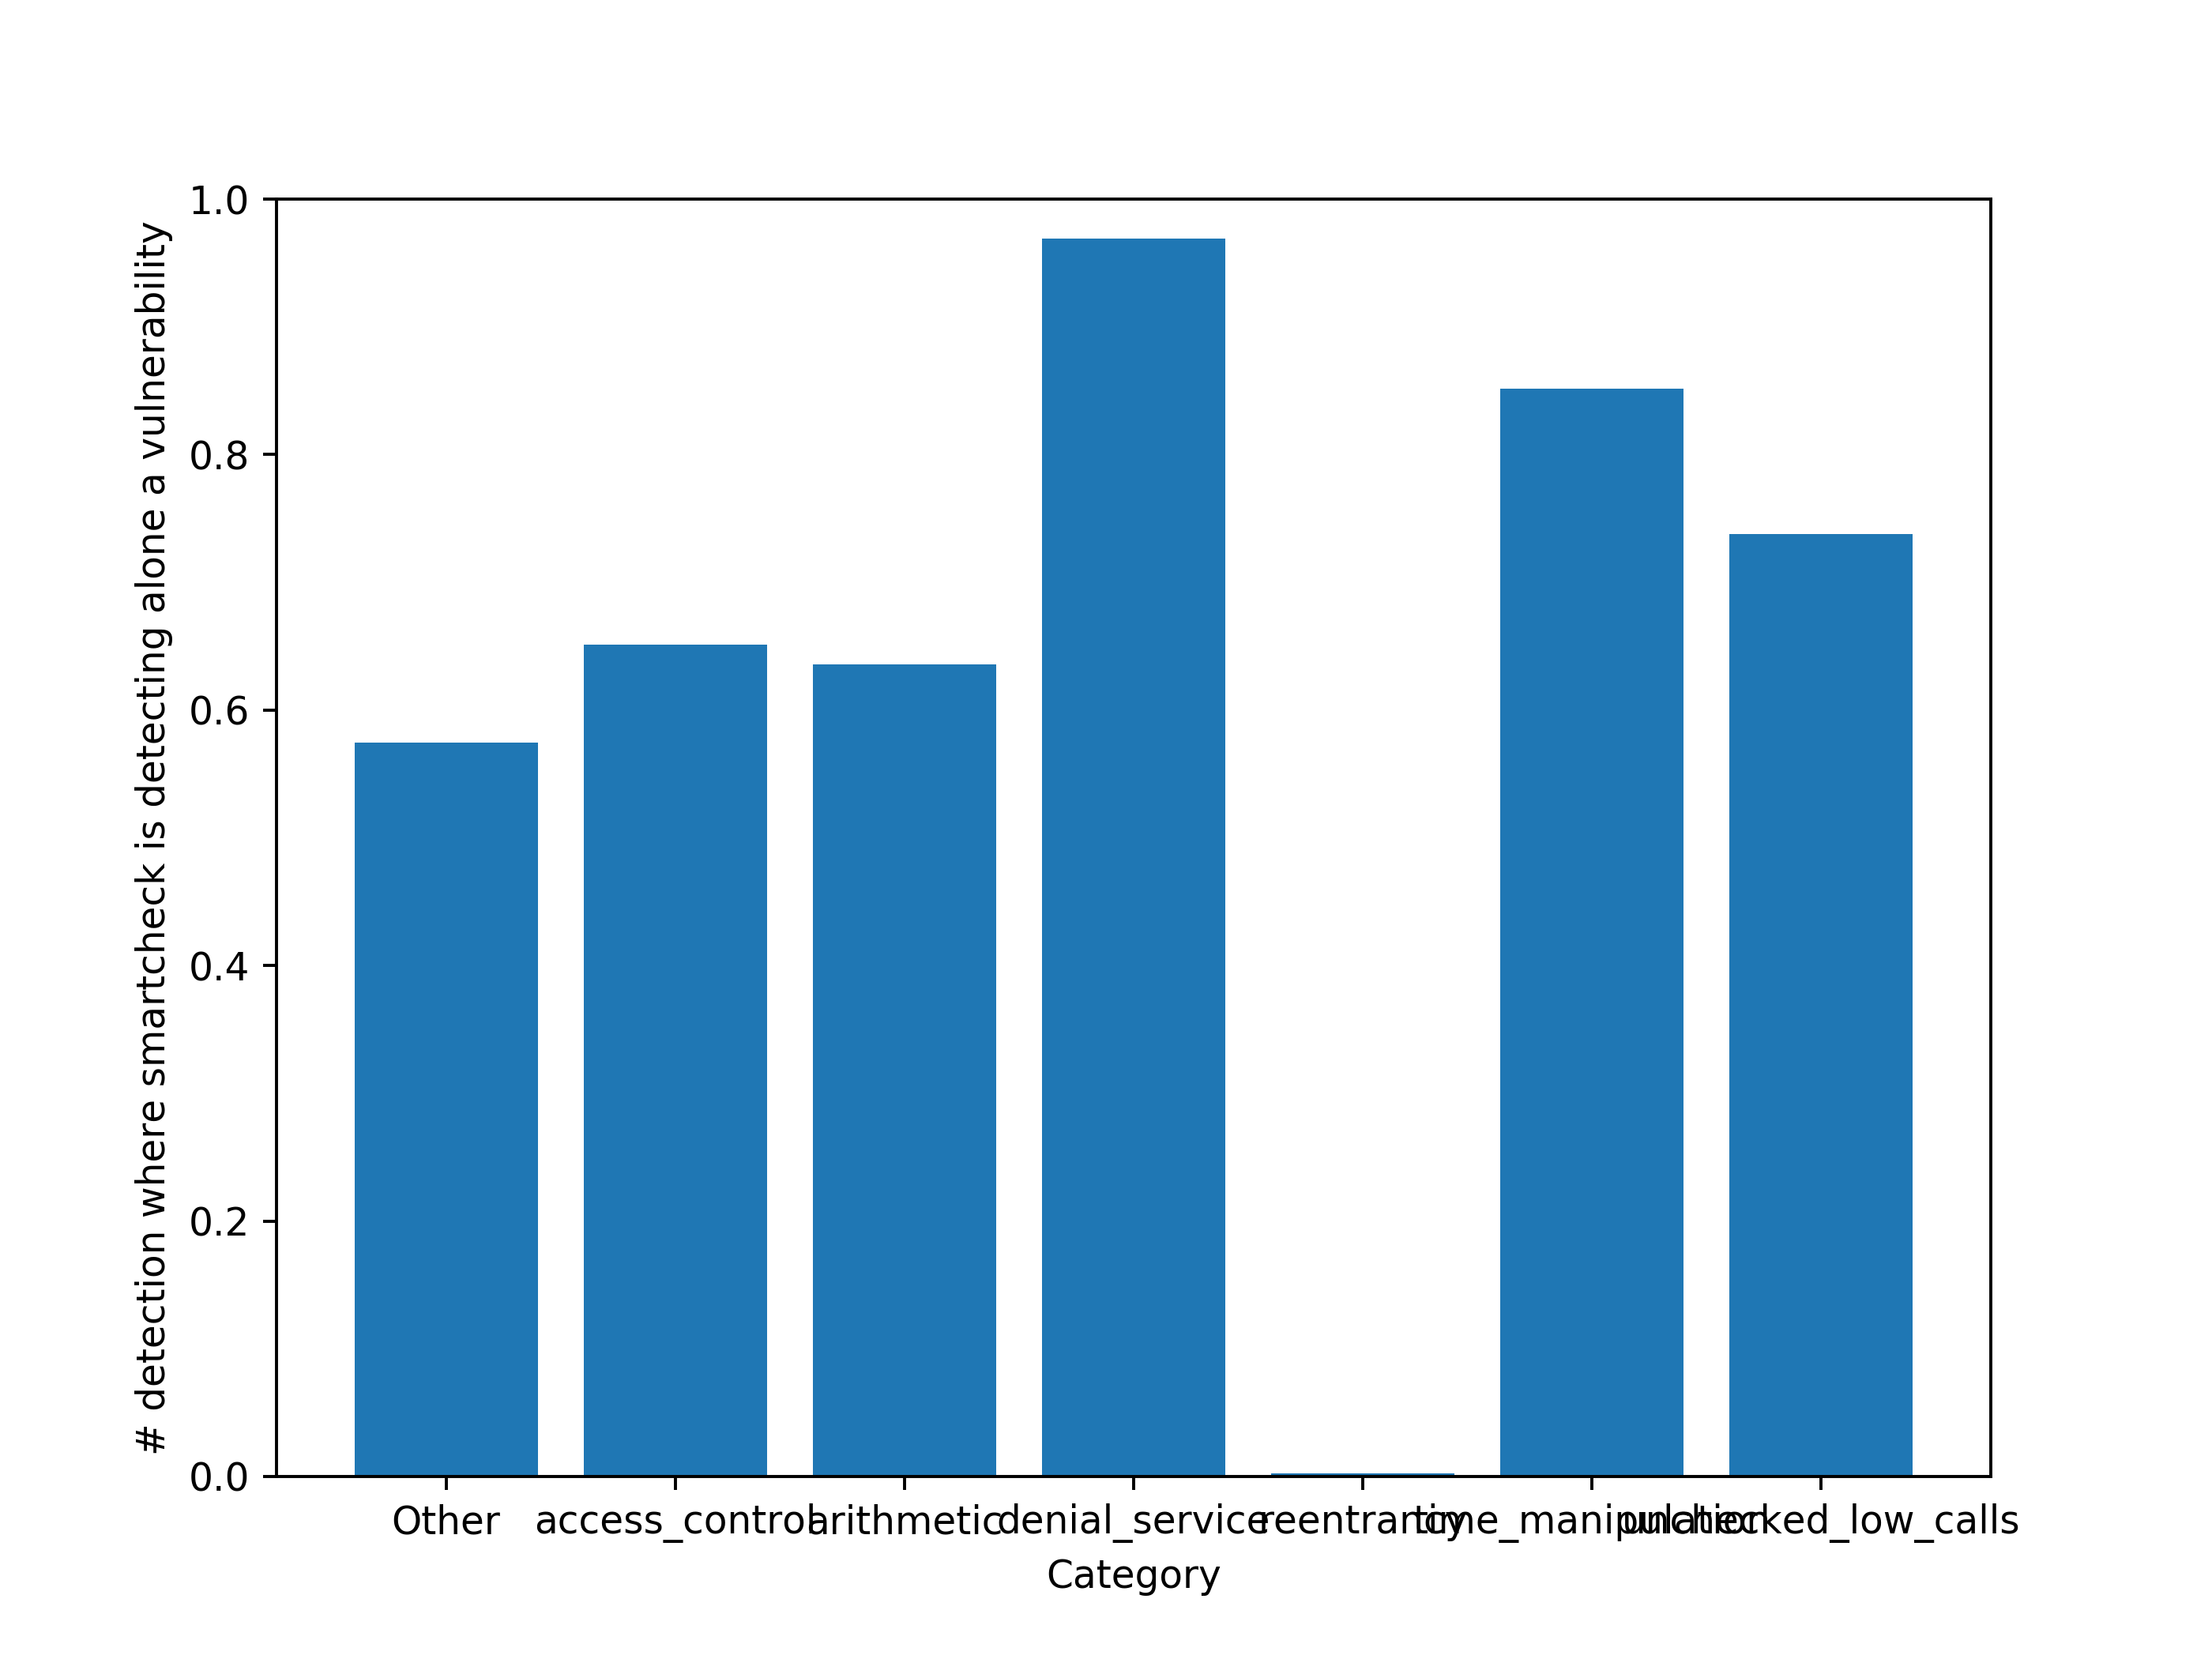 # detection where smartcheck is detecting alone a vulnerability
1.0
0.8
0.6
0.4
0.2
0.0
Other access_control arithmetic denial_service reentrancy time_manipulation unchecked_low_calls
Category